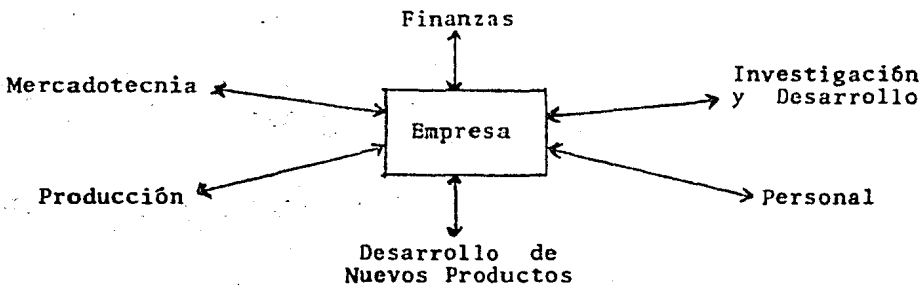 Finanzas
Mercadotecnia
Investigación
y Desarrollo
Empresa
Producción
Personal
Desarrollo de
Nuevos Productos